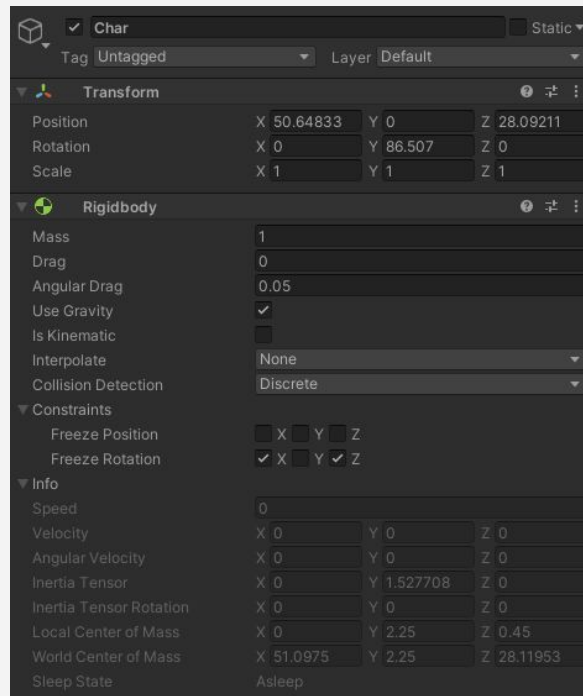 Char Static
Tag Untagged Layer Default
Transform
Position X 50.64833 Y 0 Z 28.09211
Rotation X 0 Y 86.507 Z 0
Scale X 1 Y 1 Z 1
Rigidbody
Mass 1
Drag 0
Angular Drag 0.05
Use Gravity
Is Kinematic
Interpolate None
Collision Detection Discrete
Constraints
Freeze Position X Y Z
Freeze Rotation X Y Z
Info
Speed 0
Velocity X 0 Y 0 Z 0
Angular Velocity X 0 Y 0 Z 0
Inertia Tensor X 0 Y 1.527708 Z 0
Inertia Tensor Rotation X 0 Y 0 Z 0
Local Center of Mass X 0 Y 2.25 Z 0.45
World Center of Mass X 51.0975 Y 2.25 Z 28.11953
Sleep State Asleep